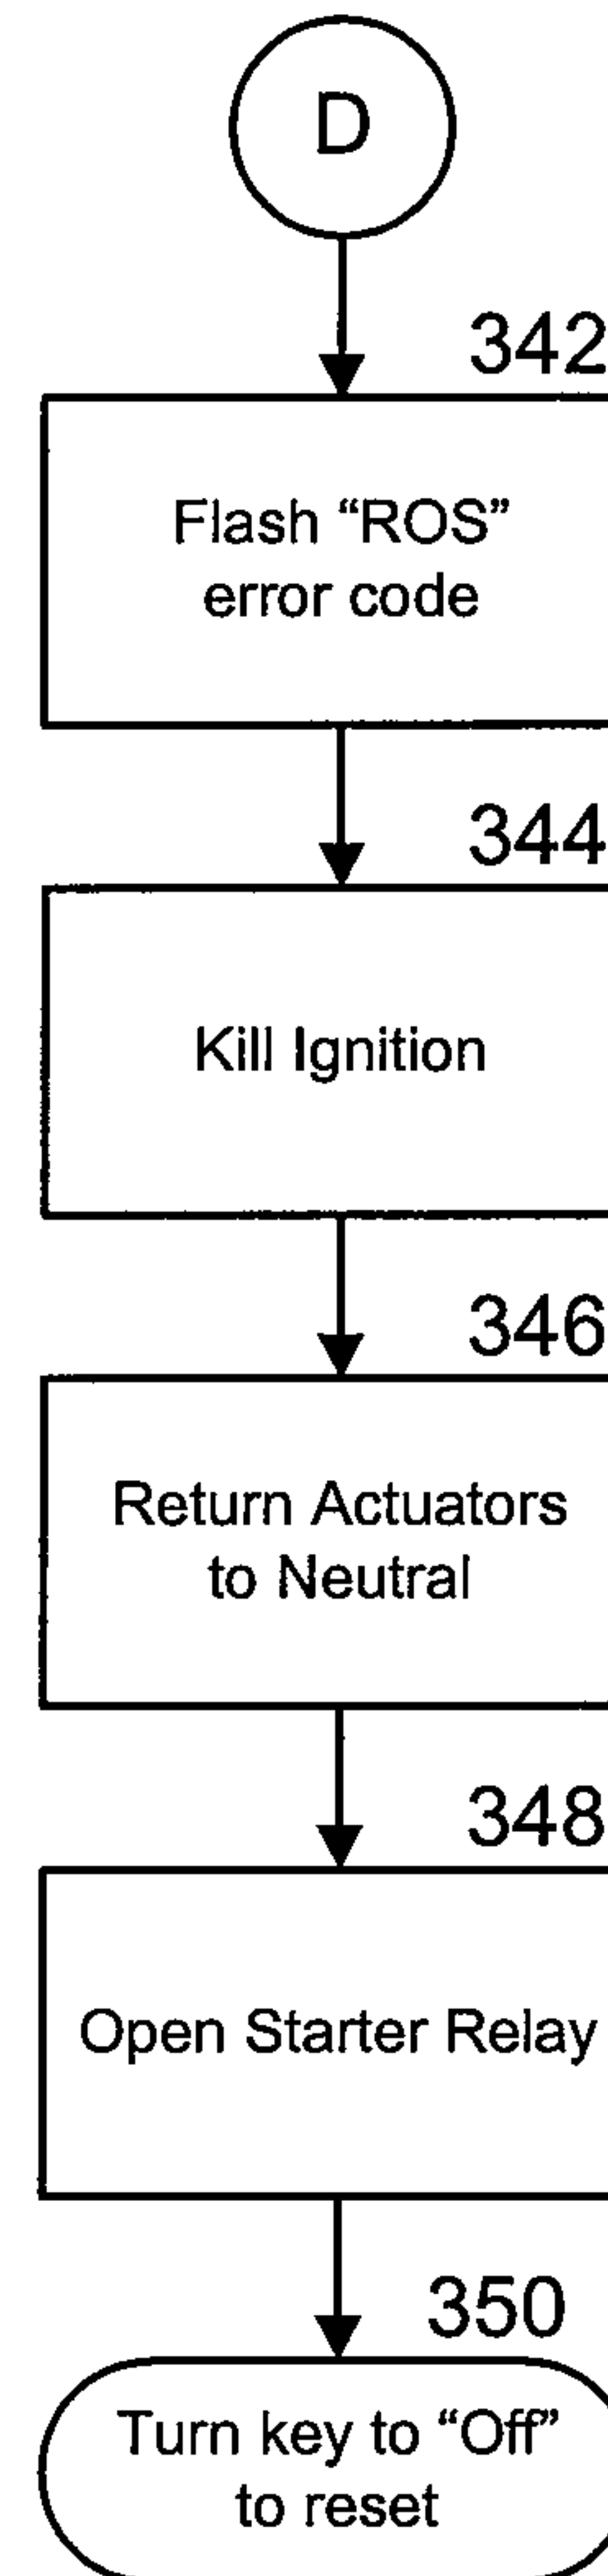 D
342
Flash “ROS”
error code
344
Kill Ignition
346
Return Actuators
to Neutral
348
Open Starter Relay
350
Turn key to “Off”
to reset